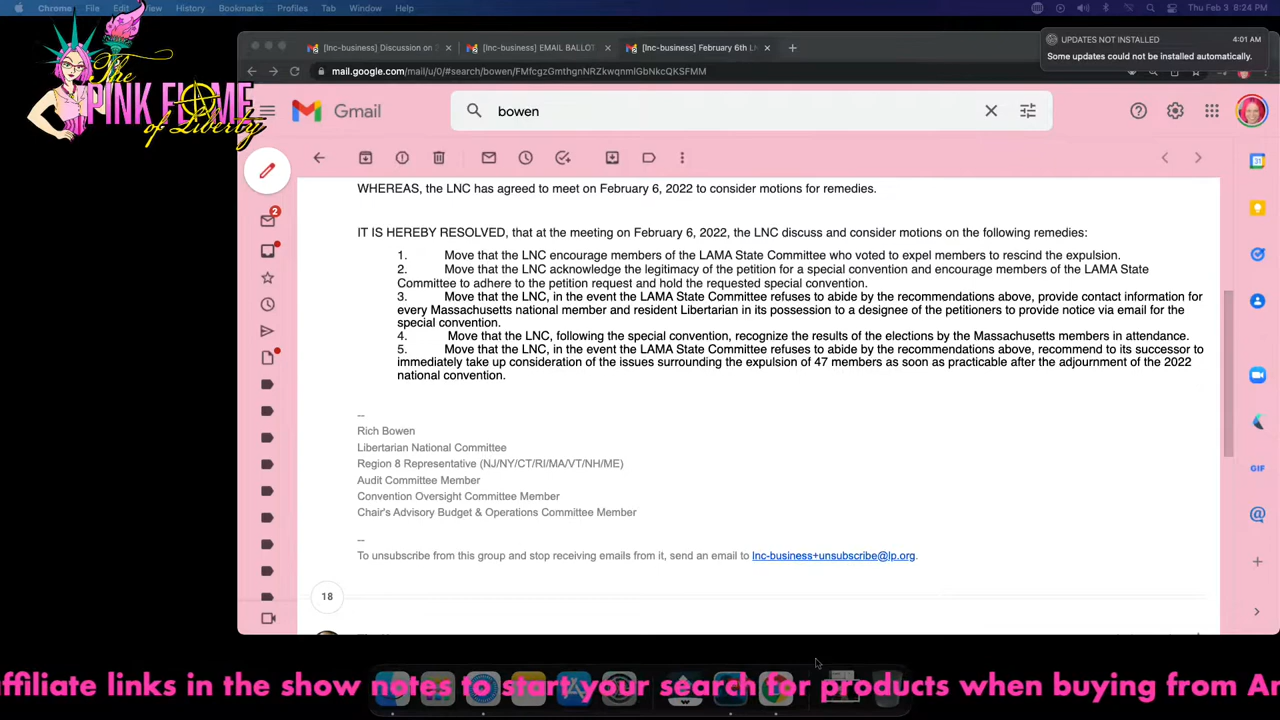 Chrome File Edit View History Bookmarks Profiles Tab Window Help
Thu Feb 3 8:24 PM
The
PINK FLAME
of Liberty
[lnc-business] Discussion on
[lnc-business] EMAIL BALLOT
[lnc-business] February 6th L
UPDATES NOT INSTALLED 4:01 AM
Some updates could not be installed automatically.
mail.google.com/mail/u/0/#search/bowen/FMfcgzGmthgnNRZkwqnmlGbNkcQKSFMM
Gmail
bowen
2
WHEREAS, the LNC has agreed to meet on February 6, 2022 to consider motions for remedies.
IT IS HEREBY RESOLVED, that at the meeting on February 6, 2022, the LNC discuss and consider motions on the following remedies:
1. Move that the LNC encourage members of the LAMA State Committee who voted to expel members to rescind the expulsion.
2. Move that the LNC acknowledge the legitimacy of the petition for a special convention and encourage members of the LAMA State
Committee to adhere to the petition request and hold the requested special convention.
3. Move that the LNC, in the event the LAMA State Committee refuses to abide by the recommendations above, provide contact information for
every Massachusetts national member and resident Libertarian in its possession to a designee of the petitioners to provide notice via email for the
special convention.
4. Move that the LNC, following the special convention, recognize the results of the elections by the Massachusetts members in attendance.
5. Move that the LNC, in the event the LAMA State Committee refuses to abide by the recommendations above, recommend to its successor to
immediately take up consideration of the issues surrounding the expulsion of 47 members as soon as practicable after the adjournment of the 2022
national convention.
--
Rich Bowen
Libertarian National Committee
Region 8 Representative (NJ/NY/CT/RI/MA/VT/NH/ME)
Audit Committee Member
Convention Oversight Committee Member
Chair's Advisory Budget & Operations Committee Member
--
To unsubscribe from this group and stop receiving emails from it, send an email to lnc-business+unsubscribe@lp.org.
18
GIF
affiliate links in the show notes to start your search for products when buying from